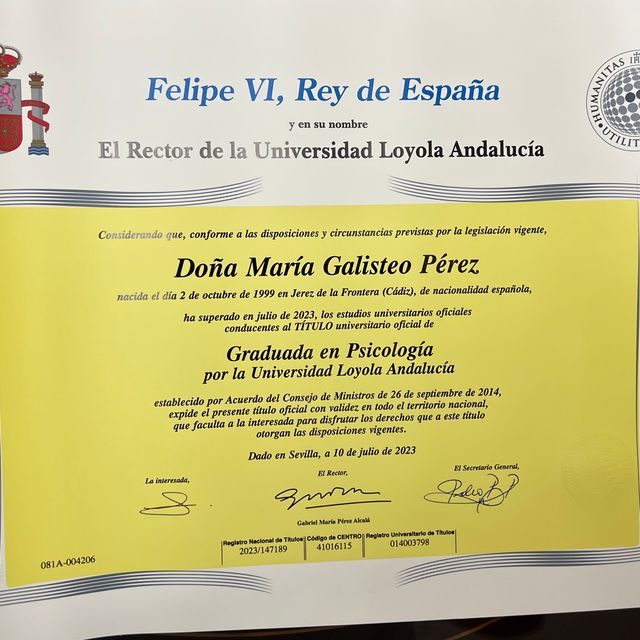 Felipe VI, Rey de España
y en su nombre
El Rector de la Universidad Loyola Andalucía
HUMANITAS
UTILIT
Considerando que, conforme a las disposiciones y circunstancias previstas por la legislación vigente,
Doña María Galisteo Pérez
nacida el día 2 de octubre de 1999 en Jerez de la Frontera (Cádiz), de nacionalidad española,
ha superado en julio de 2023, los estudios universitarios oficiales
conducentes al TÍTULO universitario oficial de
Graduada en Psicología
por la Universidad Loyola Andalucía
establecido por Acuerdo del Consejo de Ministros de 26 de septiembre de 2014,
expide el presente título oficial con validez en todo el territorio nacional,
que faculta a la interesada para disfrutar los derechos que a este título
otorgan las disposiciones vigentes.
Dado en Sevilla, a 10 de julio de 2023
La interesada,
El Rector,
El Secretario General,
Gabriel María Pérez Alcalá
Registro Nacional de Títulos Código de CENTRO Registro Universitario de Títulos
2023/147189 41016115 014003798
081A-004206